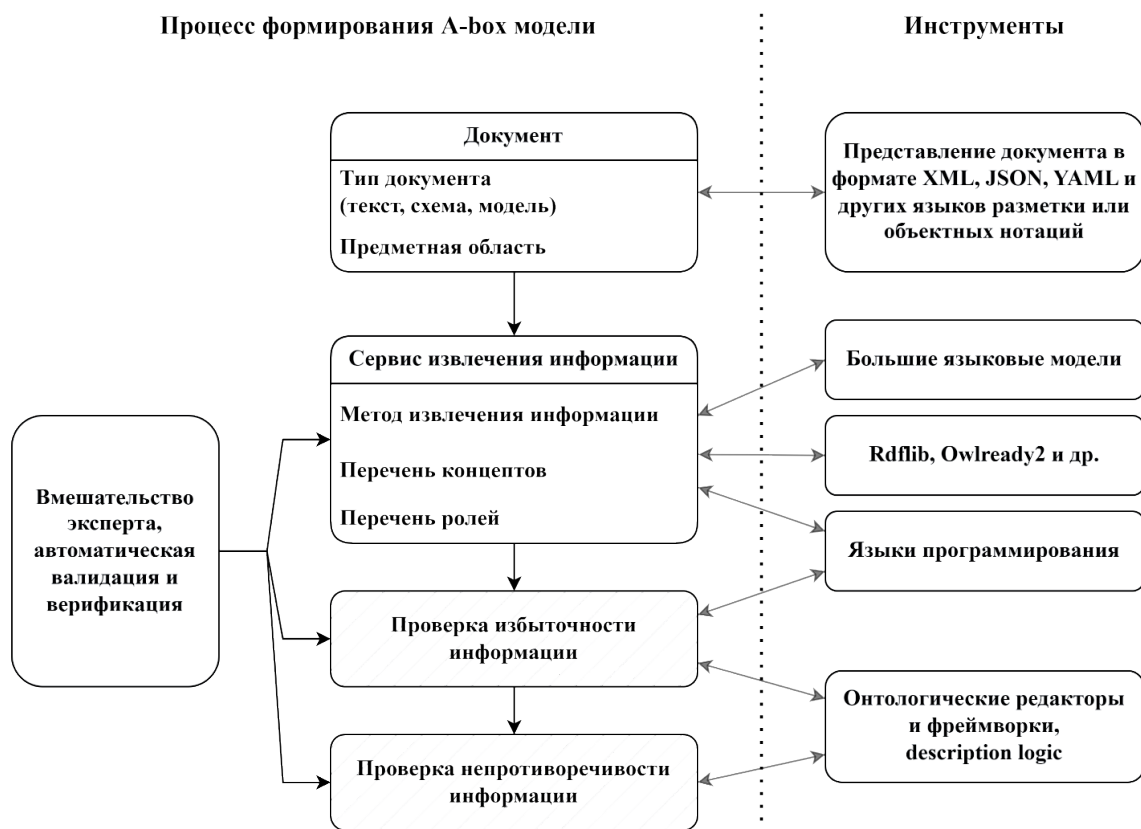 Процесс формирования A-box модели
Инструменты
Документ
Тип документа
(текст, схема, модель)
Предметная область
Представление документа в
формате XML, JSON, YAML и
других языков разметки или
объектных нотаций
Сервис извлечения информации
Метод извлечения информации
Перечень концептов
Перечень ролей
Большие языковые модели
Rdflib, Owlready2 и др.
Языки программирования
Вмешательство
эксперта,
автоматическая
валидация и
верификация
Проверка избыточности
информации
Проверка непротиворечивости
информации
Онтологические редакторы
и фреймворки,
description logic